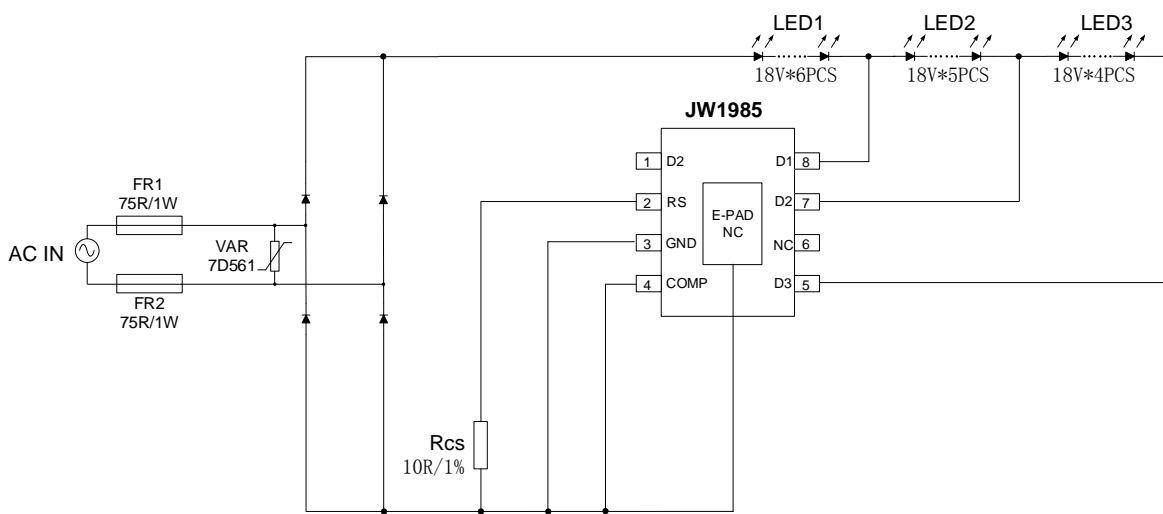 LED1
LED2
LED3
18V*6PCS
18V*5PCS
18V*4PCS
JW1985
1 D2
D1 8
FR1
75R/1W
2 RS
D2 7
E-PAD
NC
AC IN
VAR
7D561
3 GND
NC 6
4 COMP
D3 5
FR2
75R/1W
Rcs
10R/1%